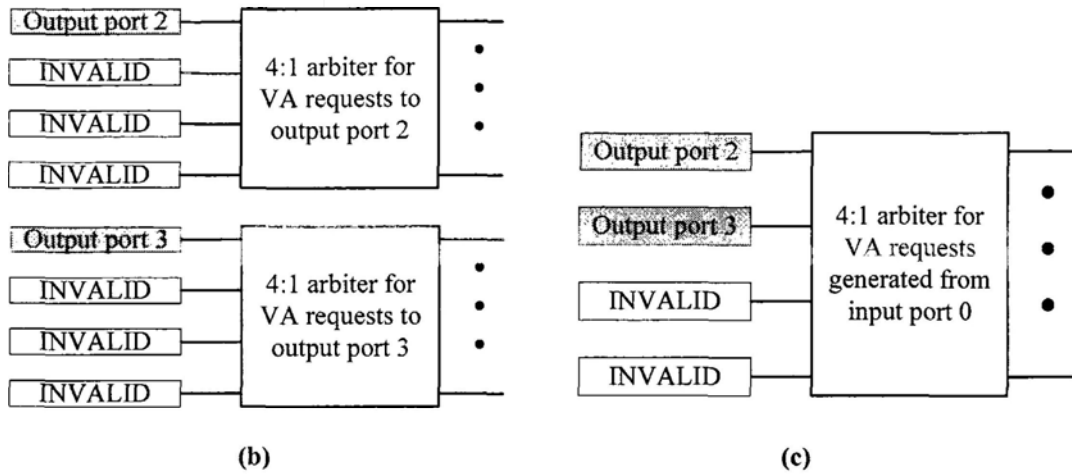 Output port 2
INVALID
INVALID
INVALID
4:1 arbiter for
VA requests to
output port 2
Output port 3
INVALID
INVALID
INVALID
4:1 arbiter for
VA requests to
output port 3
(b)
Output port 2
Output port 3
INVALID
INVALID
4:1 arbiter for
VA requests
generated from
input port 0
(c)